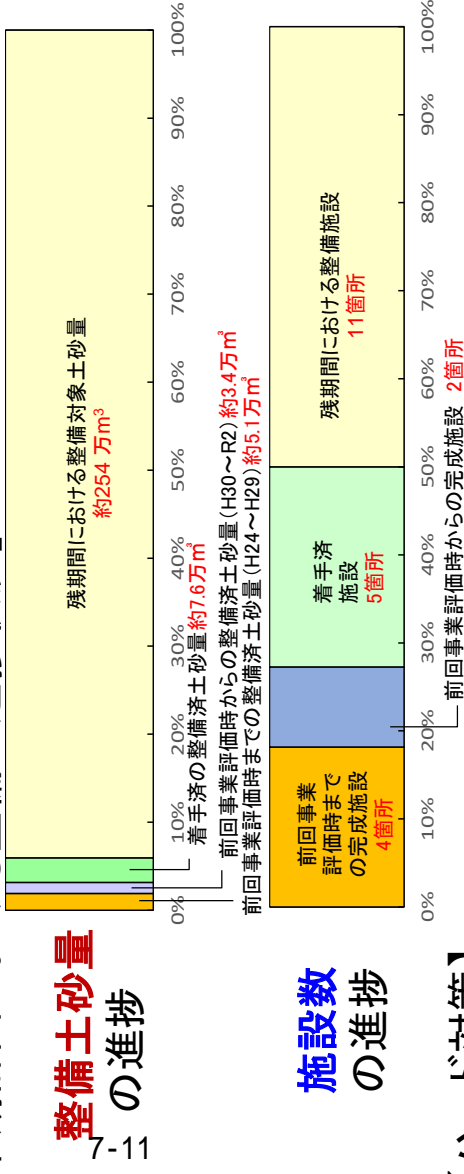 整備土砂量
の進捗
残期間における整備対象土砂量
約254 万m³
0%
10%
20%
30%
40%
50%
60%
70%
80%
90%
100%
着手済の整備済土砂量約7.6万m³
前回事業評価時からの整備済土砂量(H30～R2)約3.4万m³
前回事業評価時までの整備済土砂量(H24～H29)約5.1万m³
施設数
の進捗
前回事業
評価時まで
の完成施設
4箇所
着手済
施設
5箇所
残期間における整備施設
11箇所
0%
10%
20%
30%
40%
50%
60%
70%
80%
90%
100%
前回事業評価時からの完成施設 2箇所
ド対策】
7-11